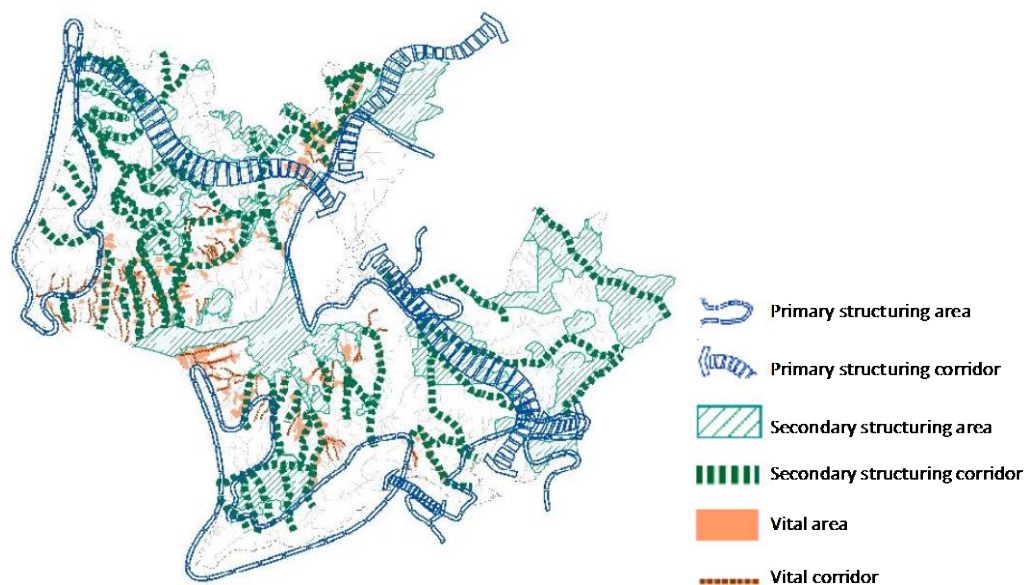 Primary structuring area
Primary structuring corridor
Secondary structuring area
Secondary structuring corridor
Vital area
Vital corridor